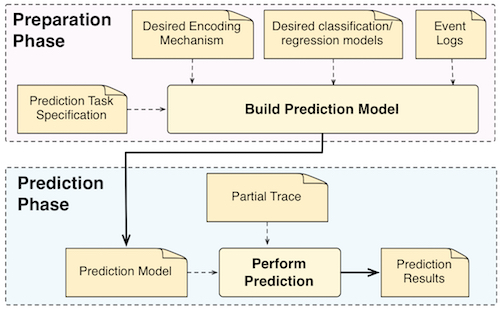 Preparation
Phase
Desired Encoding
Mechanism
Desired classification/
regression models
Event
Logs
Prediction Task
Specification
Build Prediction Model
Prediction
Phase
Partial Trace
Prediction Model
Perform
Prediction
Prediction
Results